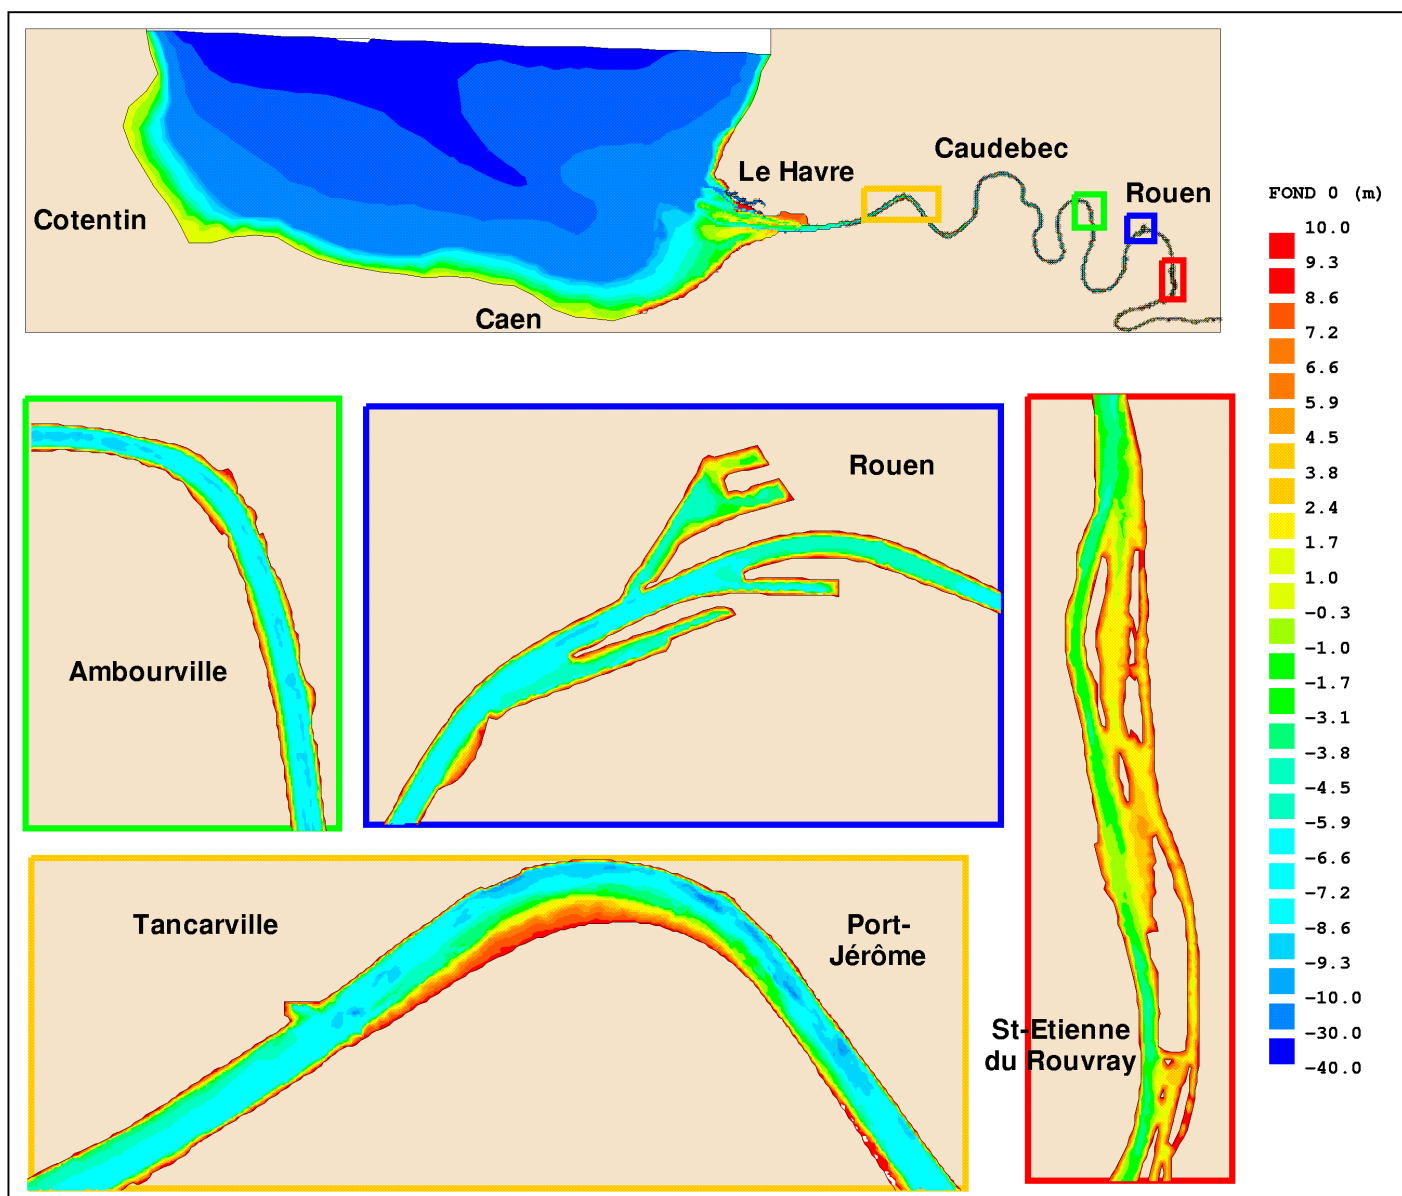 Caudebec
Le Havre
Rouen
Cotentin
Caen
FOND 0 (m)
10.0
9.3
8.6
7.2
6.6
5.9
4.5
3.8
2.4
1.7
1.0
-0.3
-1.0
-1.7
-3.1
-3.8
-4.5
-5.9
-6.6
-7.2
-8.6
-9.3
-10.0
-30.0
-40.0
Rouen
Ambourville
Tancarville
Port-
Jérôme
St-Etienne
du Rouvray